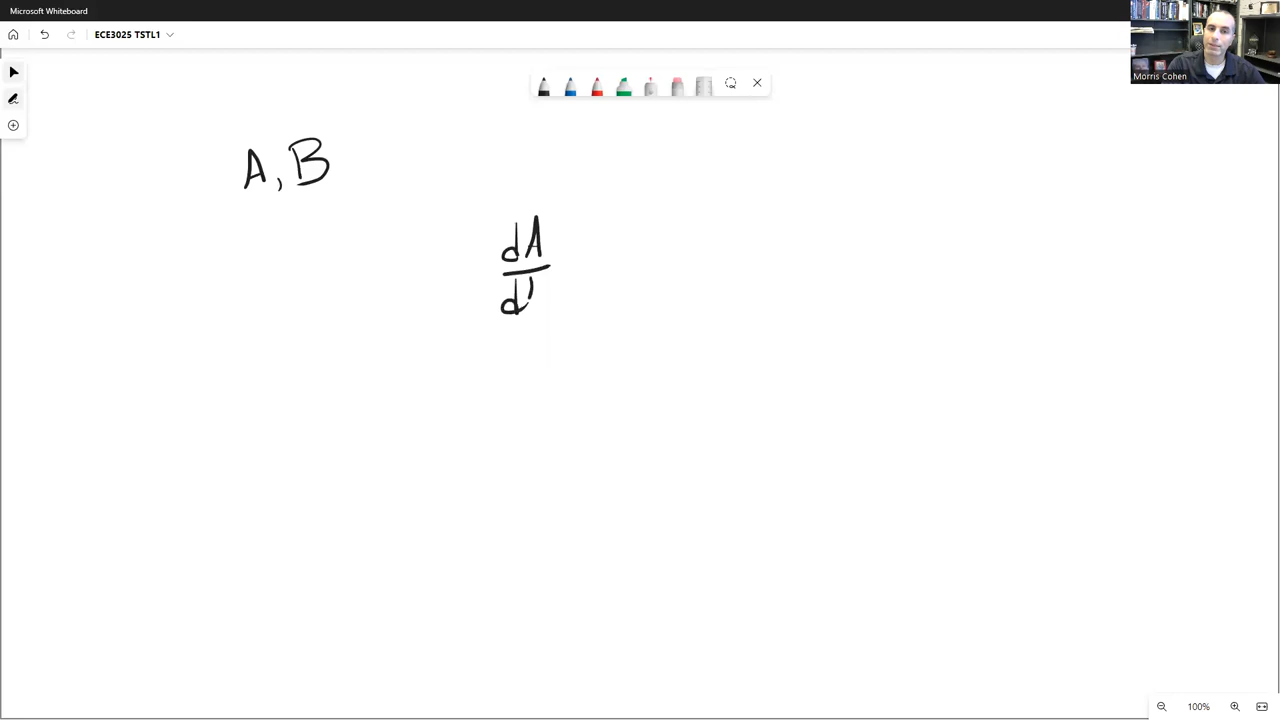 Microsoft Whiteboard
ECE3025 TSTL1
Morris Cohen
A, B
dA
d
100%